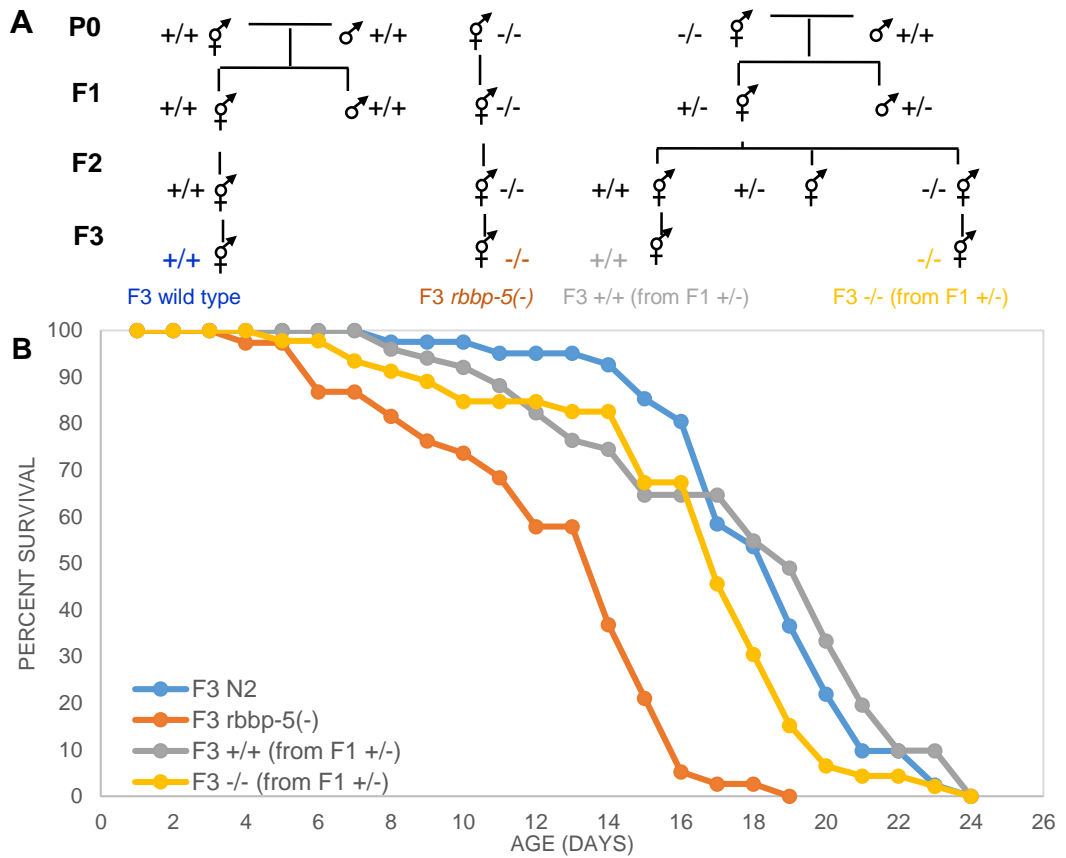 A
P0 +/+ +/+ -/- -/- +/+
F1 +/+ +/+ -/- +/- +/-
F2 +/+ -/- +/+ +/- -/-
F3 +/+ -/- +/+ -/-
F3 wild type F3 rbbp-5(-) F3 +/+ (from F1 +/-) F3 -/- (from F1 +/-)
B
100
90
80
70
60
50
40
30
20
10
0
PERCENT SURVIVAL
F3 N2
F3 rbbp-5(-)
F3 +/+ (from F1 +/-)
F3 -/- (from F1 +/-)
0 2 4 6 8 10 12 14 16 18 20 22 24 26
AGE (DAYS)